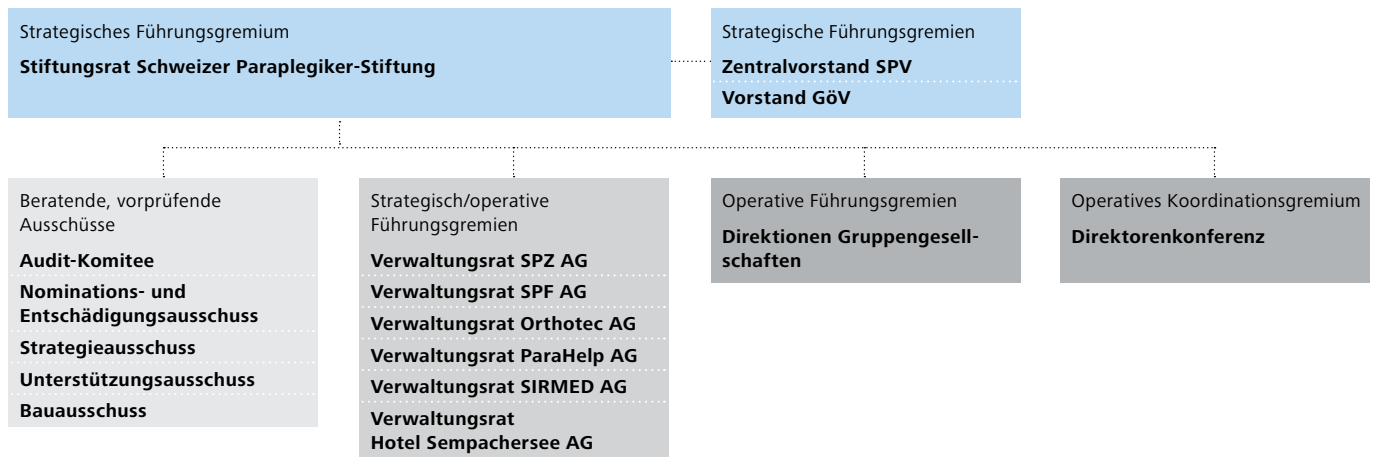 Strategisches Führungsgremium
Stiftungsrat Schweizer Paraplegiker-Stiftung
Strategische Führungsgremien
Zentralvorstand SPV
Vorstand GöV
Beratende, vorprüfende
Ausschüsse
Audit-Komitee
Nominations- und
Entschädigungsausschuss
Strategieausschuss
Unterstützungsausschuss
Bauausschuss
Strategisch/operative
Führungsgremien
Verwaltungsrat SPZ AG
Verwaltungsrat SPF AG
Verwaltungsrat Orthotec AG
Verwaltungsrat ParaHelp AG
Verwaltungsrat SIRMED AG
Verwaltungsrat
Hotel Sempachersee AG
Operative Führungsgremien
Direktionen Gruppengesell-
schaften
Operatives Koordinationsgremium
Direktorenkonferenz